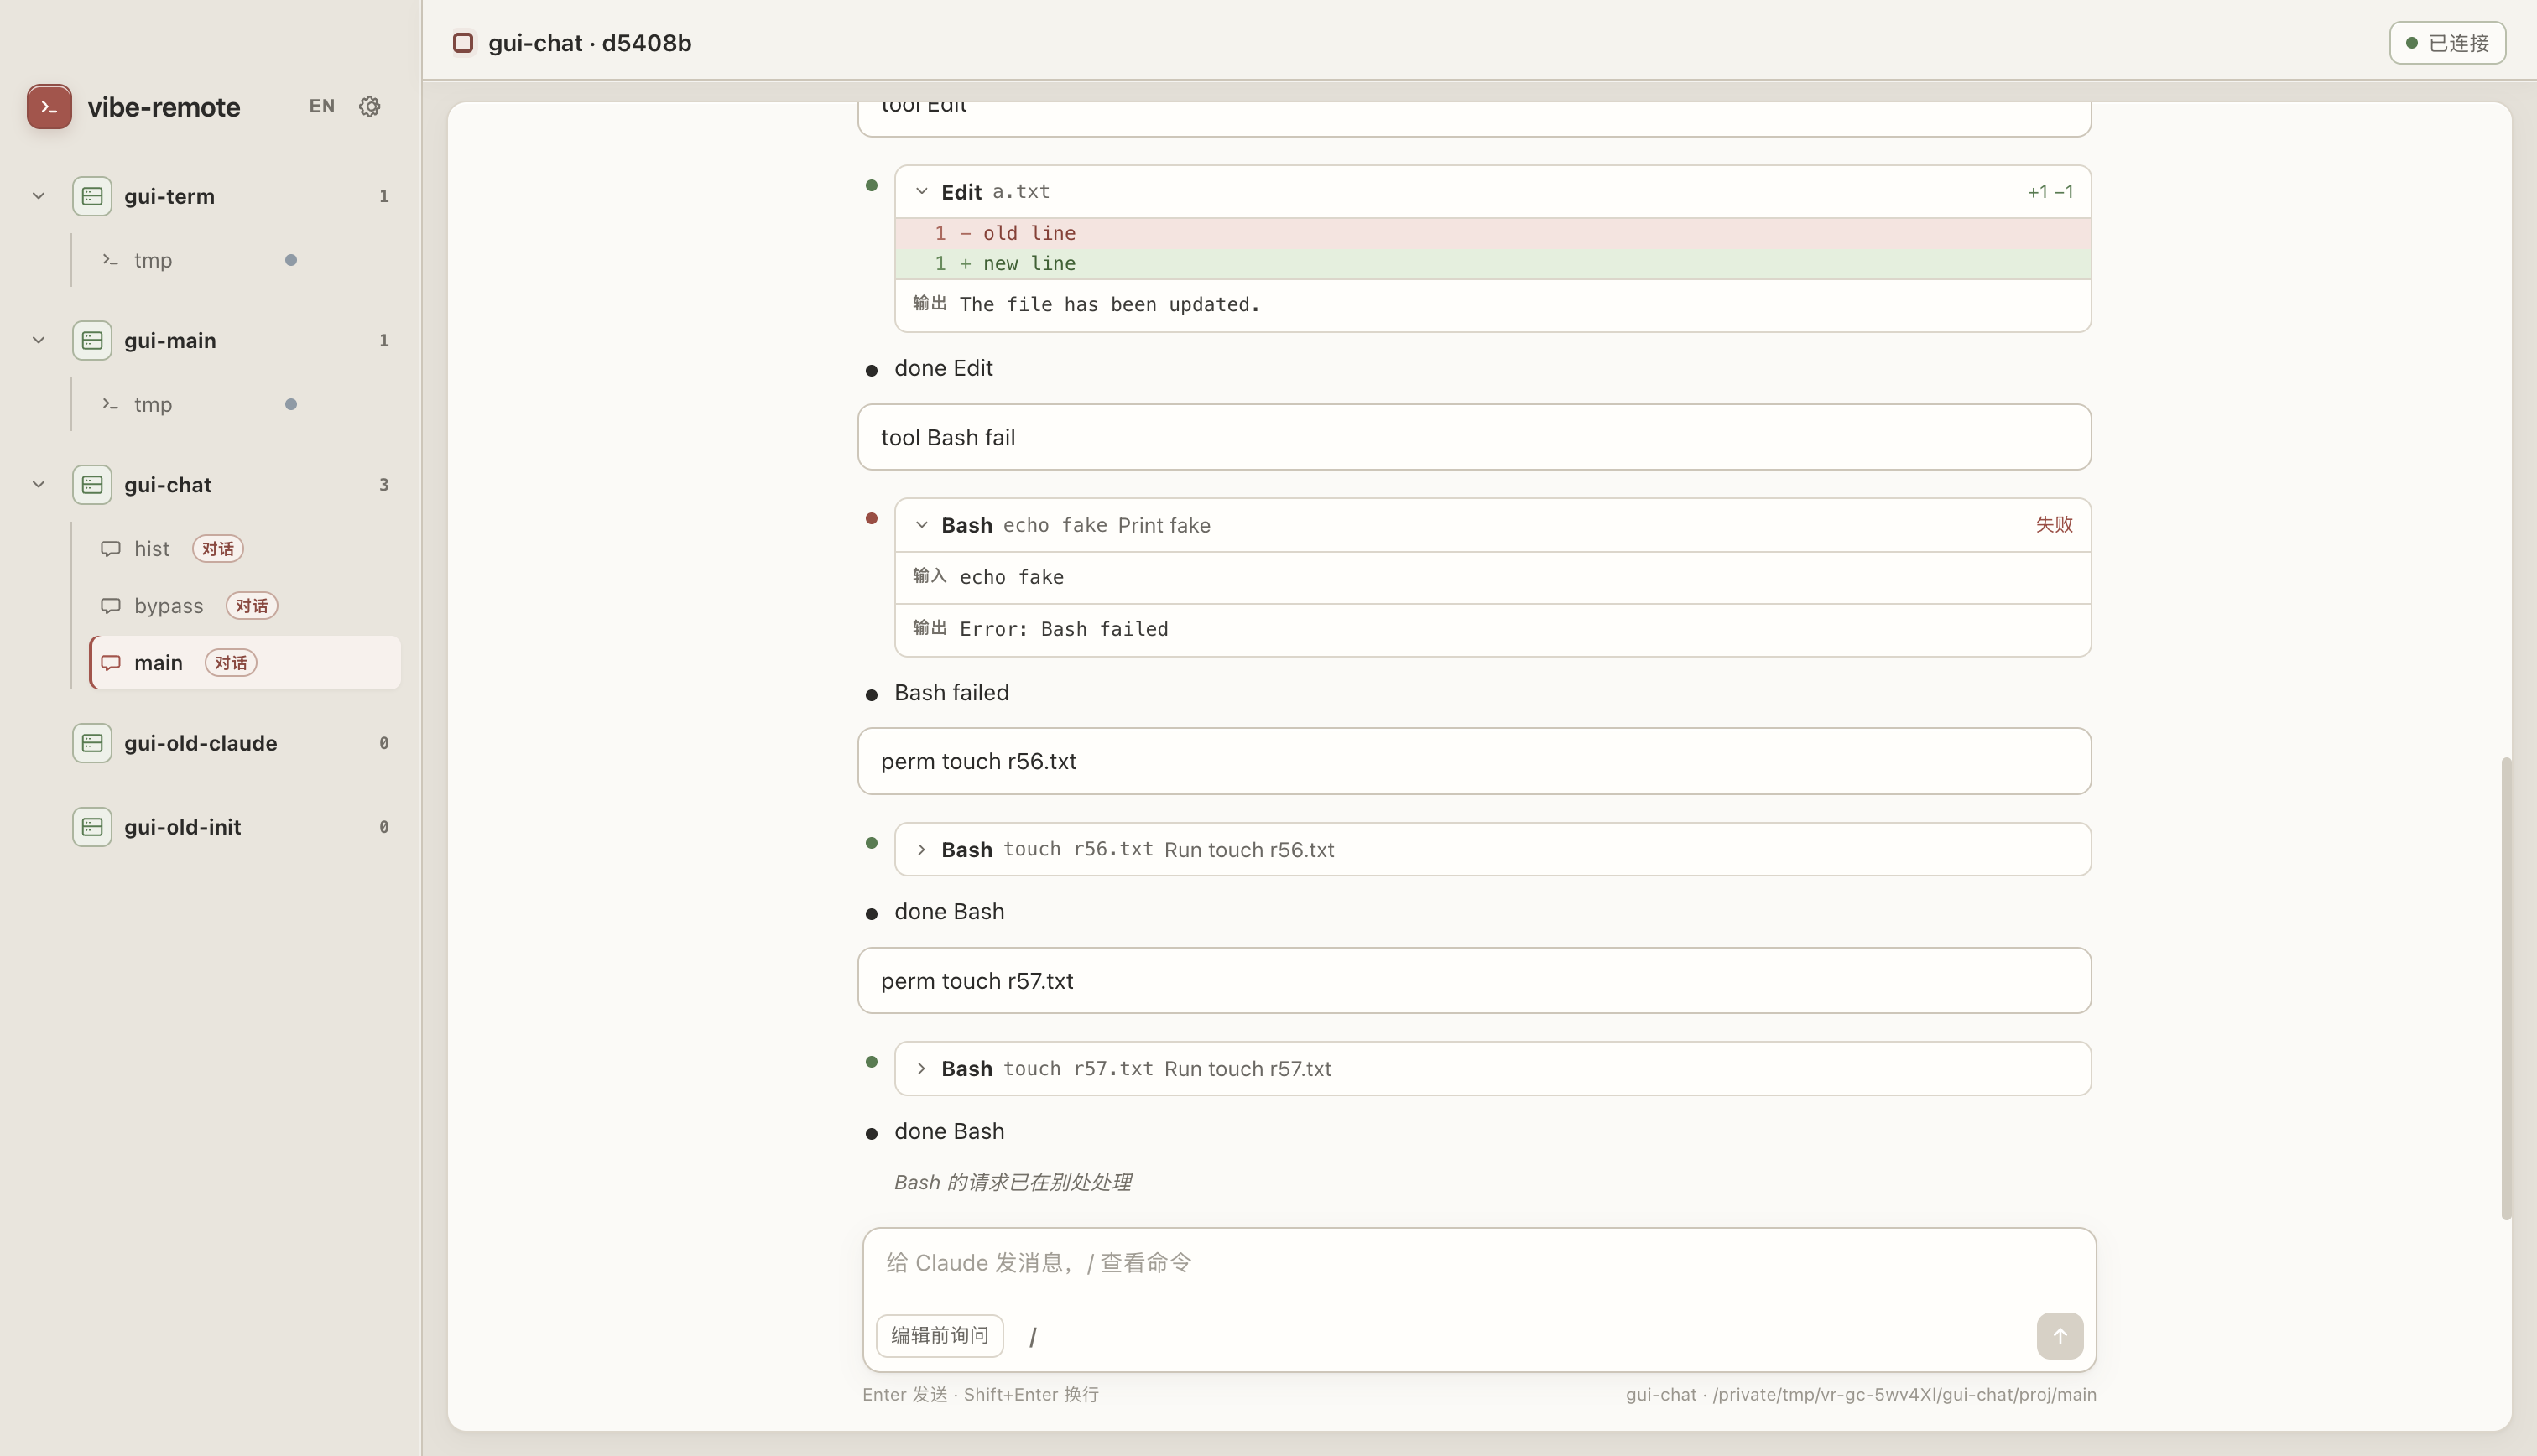 gui-chat · d5408b
已连接
vibe-remote EN
gui-term 1
tmp
gui-main 1
tmp
gui-chat 3
hist 对话
bypass 对话
main 对话
gui-old-claude 0
gui-old-init 0
tool Edit
Edit a.txt +1 −1
1 − old line
1 + new line
输出 The file has been updated.
done Edit
tool Bash fail
Bash echo fake Print fake 失败
输入 echo fake
输出 Error: Bash failed
Bash failed
perm touch r56.txt
Bash touch r56.txt Run touch r56.txt
done Bash
perm touch r57.txt
Bash touch r57.txt Run touch r57.txt
done Bash
Bash 的请求已在别处处理
给 Claude 发消息，/ 查看命令
编辑前询问 /
Enter 发送 · Shift+Enter 换行
gui-chat · /private/tmp/vr-gc-5wv4Xl/gui-chat/proj/main